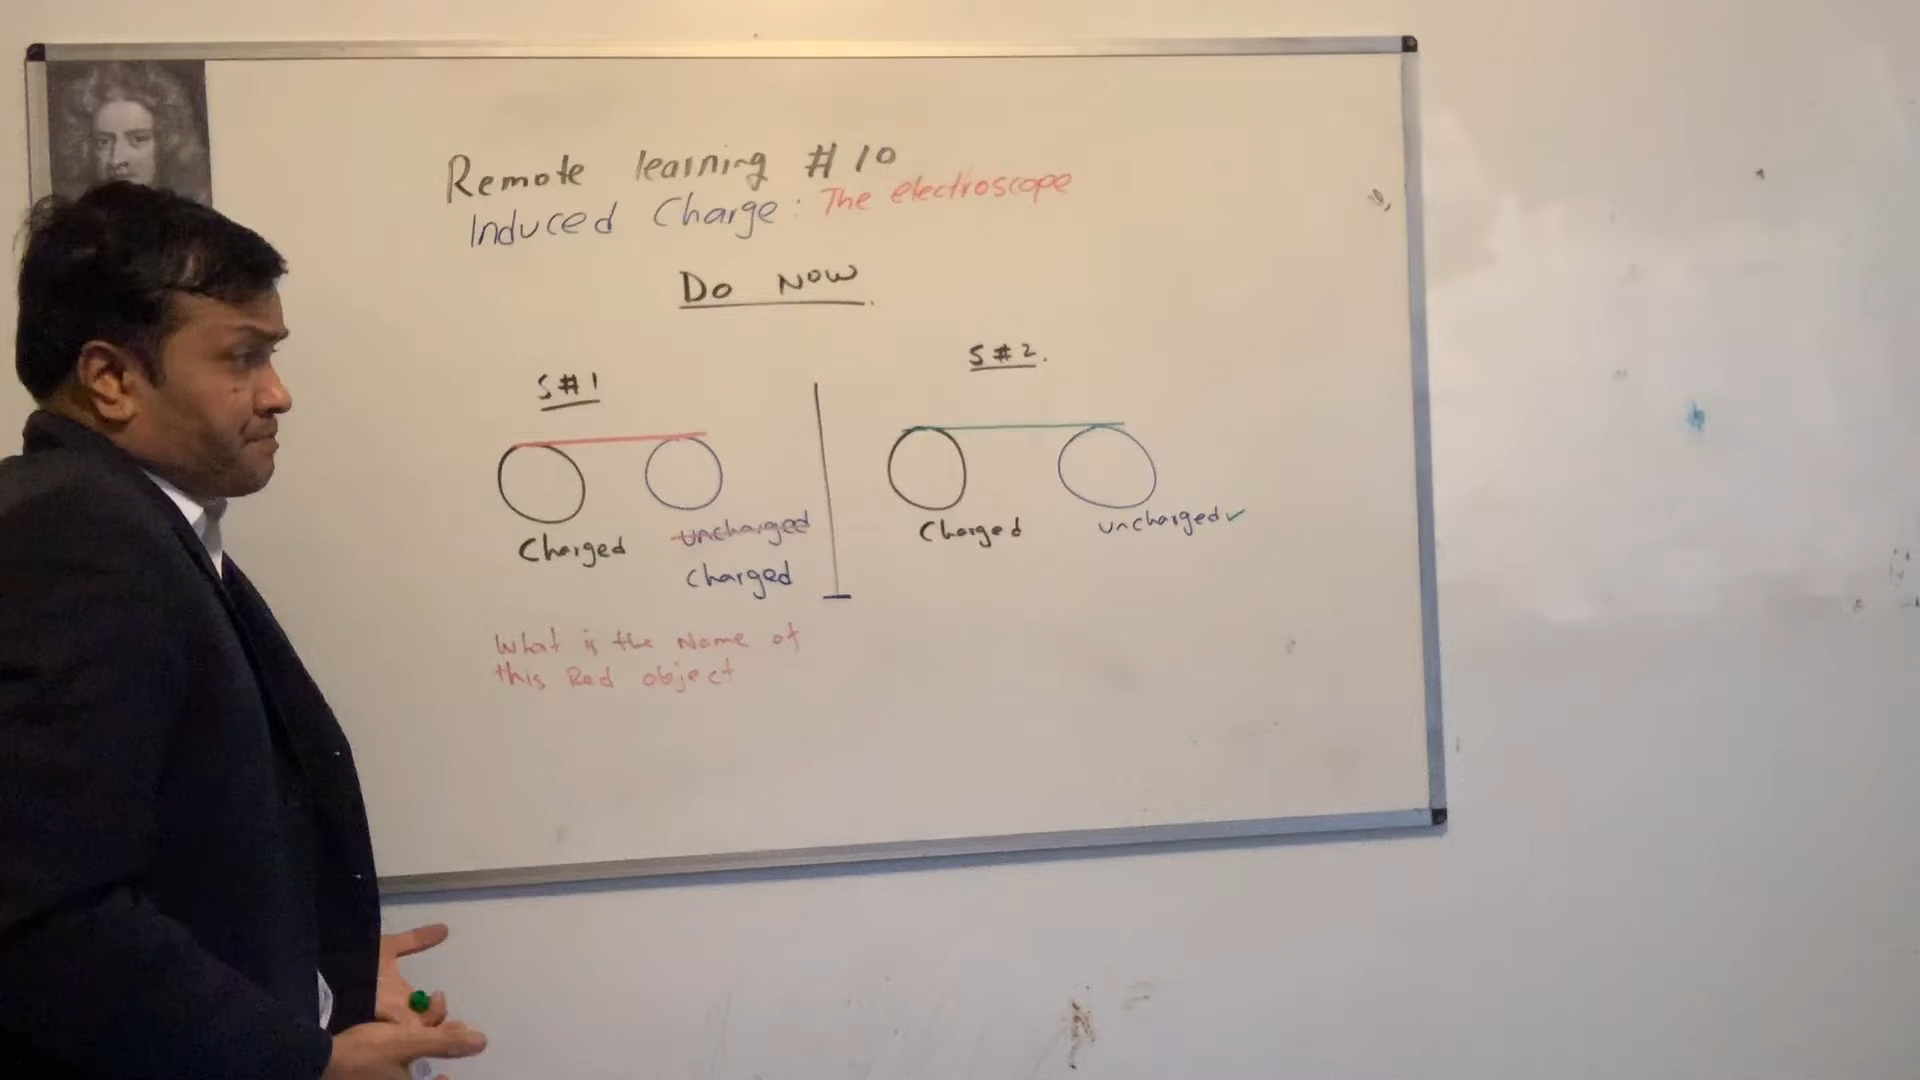 Remote learning #10
Induced Charge: The electroscope
Do Now
S#1
S#2.
Charged
uncharged
charged
Charged
uncharged✓
What is the Name of
this Red object